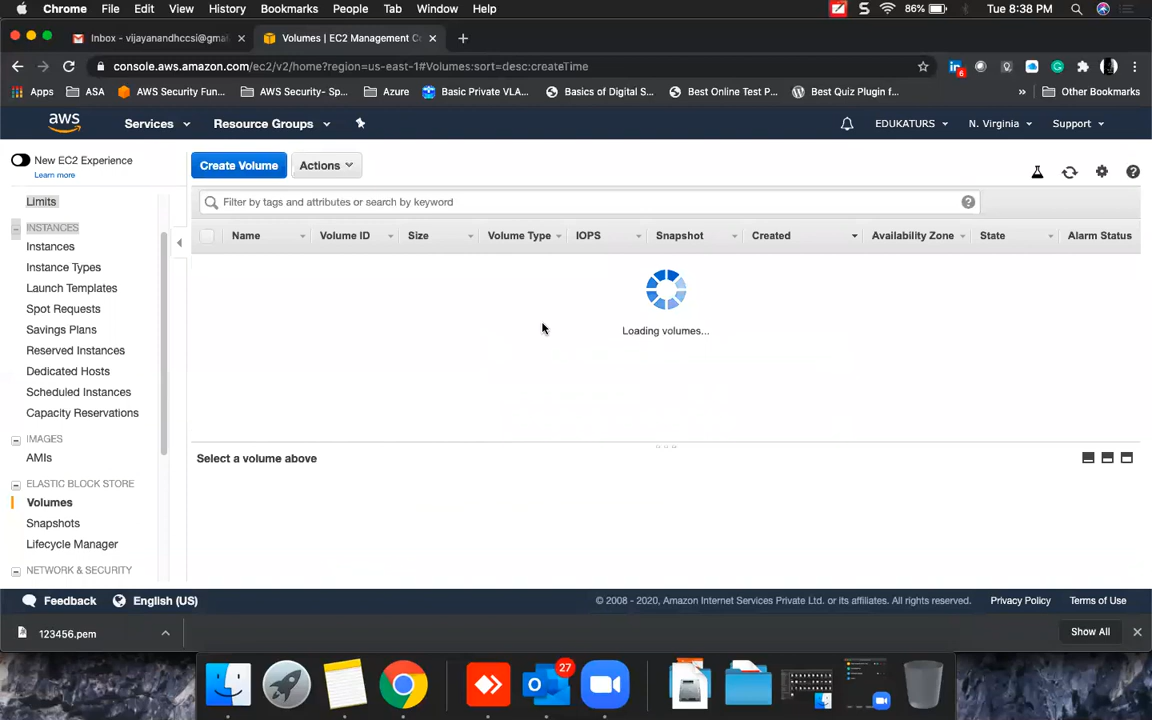 Chrome File Edit View History Bookmarks People Tab Window Help 86% Tue 8:38 PM
Inbox - vijayanandhccsi@gma
Volumes | EC2 Management C
console.aws.amazon.com/ec2/v2/home?region=us-east-1#Volumes:sort=desc:createTime
6
Apps ASA AWS Security Fun... AWS Security- Sp... Azure Basic Private VLA... Basics of Digital S... Best Online Test P... Best Quiz Plugin f... » Other Bookmarks
aws Services Resource Groups EDUKATURS N. Virginia Support
New EC2 Experience
Learn more
Create Volume Actions
Limits
Filter by tags and attributes or search by keyword
INSTANCES
Name Volume ID Size Volume Type IOPS Snapshot Created Availability Zone State Alarm Status
Instances
Instance Types
Launch Templates
Spot Requests
Savings Plans
Reserved Instances
Dedicated Hosts
Scheduled Instances
Capacity Reservations
Loading volumes...
IMAGES
AMIs
ELASTIC BLOCK STORE
Volumes
Snapshots
Lifecycle Manager
NETWORK & SECURITY
Select a volume above
Feedback English (US) © 2008 - 2020, Amazon Internet Services Private Ltd. or its affiliates. All rights reserved. Privacy Policy Terms of Use
123456.pem Show All
27